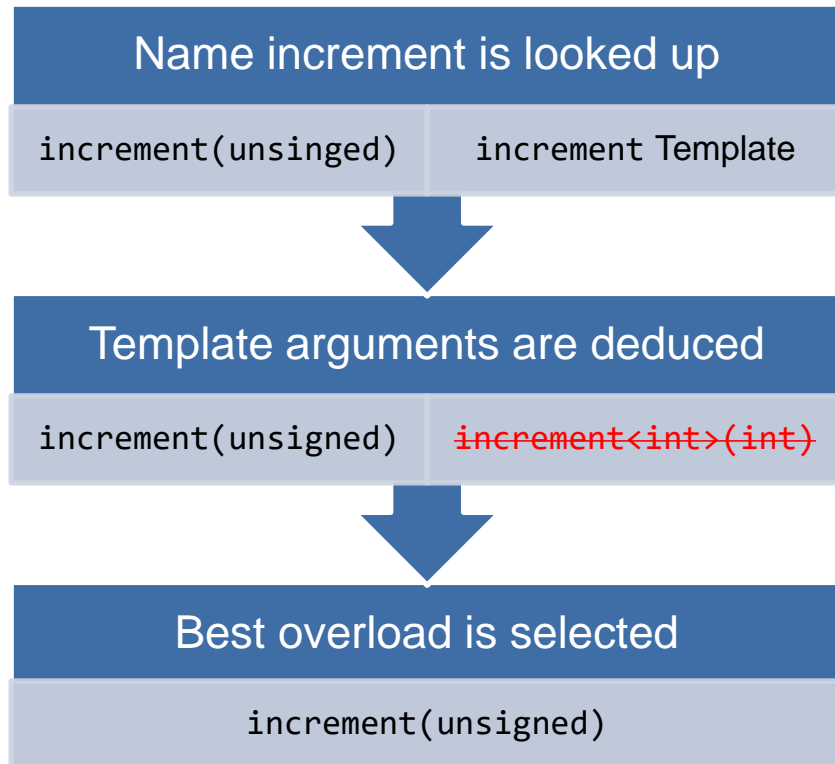 Name increment is looked up
increment(unsinged) increment Template
Template arguments are deduced
increment(unsigned) increment<int>(int)
Best overload is selected
increment(unsigned)